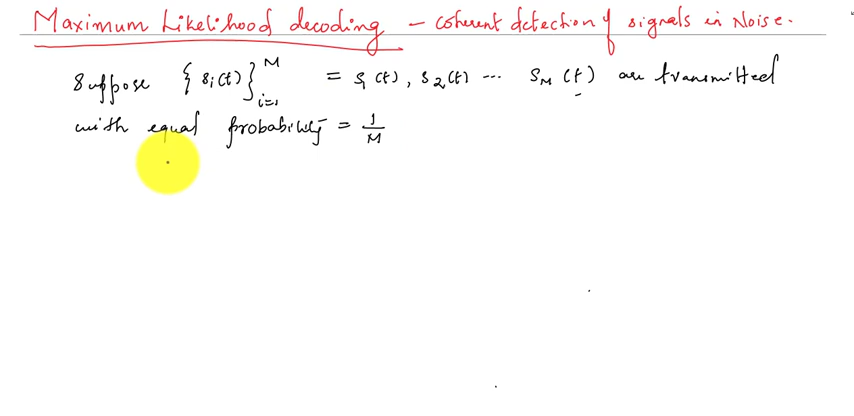 Maximum Likelihood decoding - coherent detection of signals in Noise.
Suppose {si(t)}^M_{i=1} = s1(t), s2(t) ... sM(t) are transmitted
with equal probability = 1/M